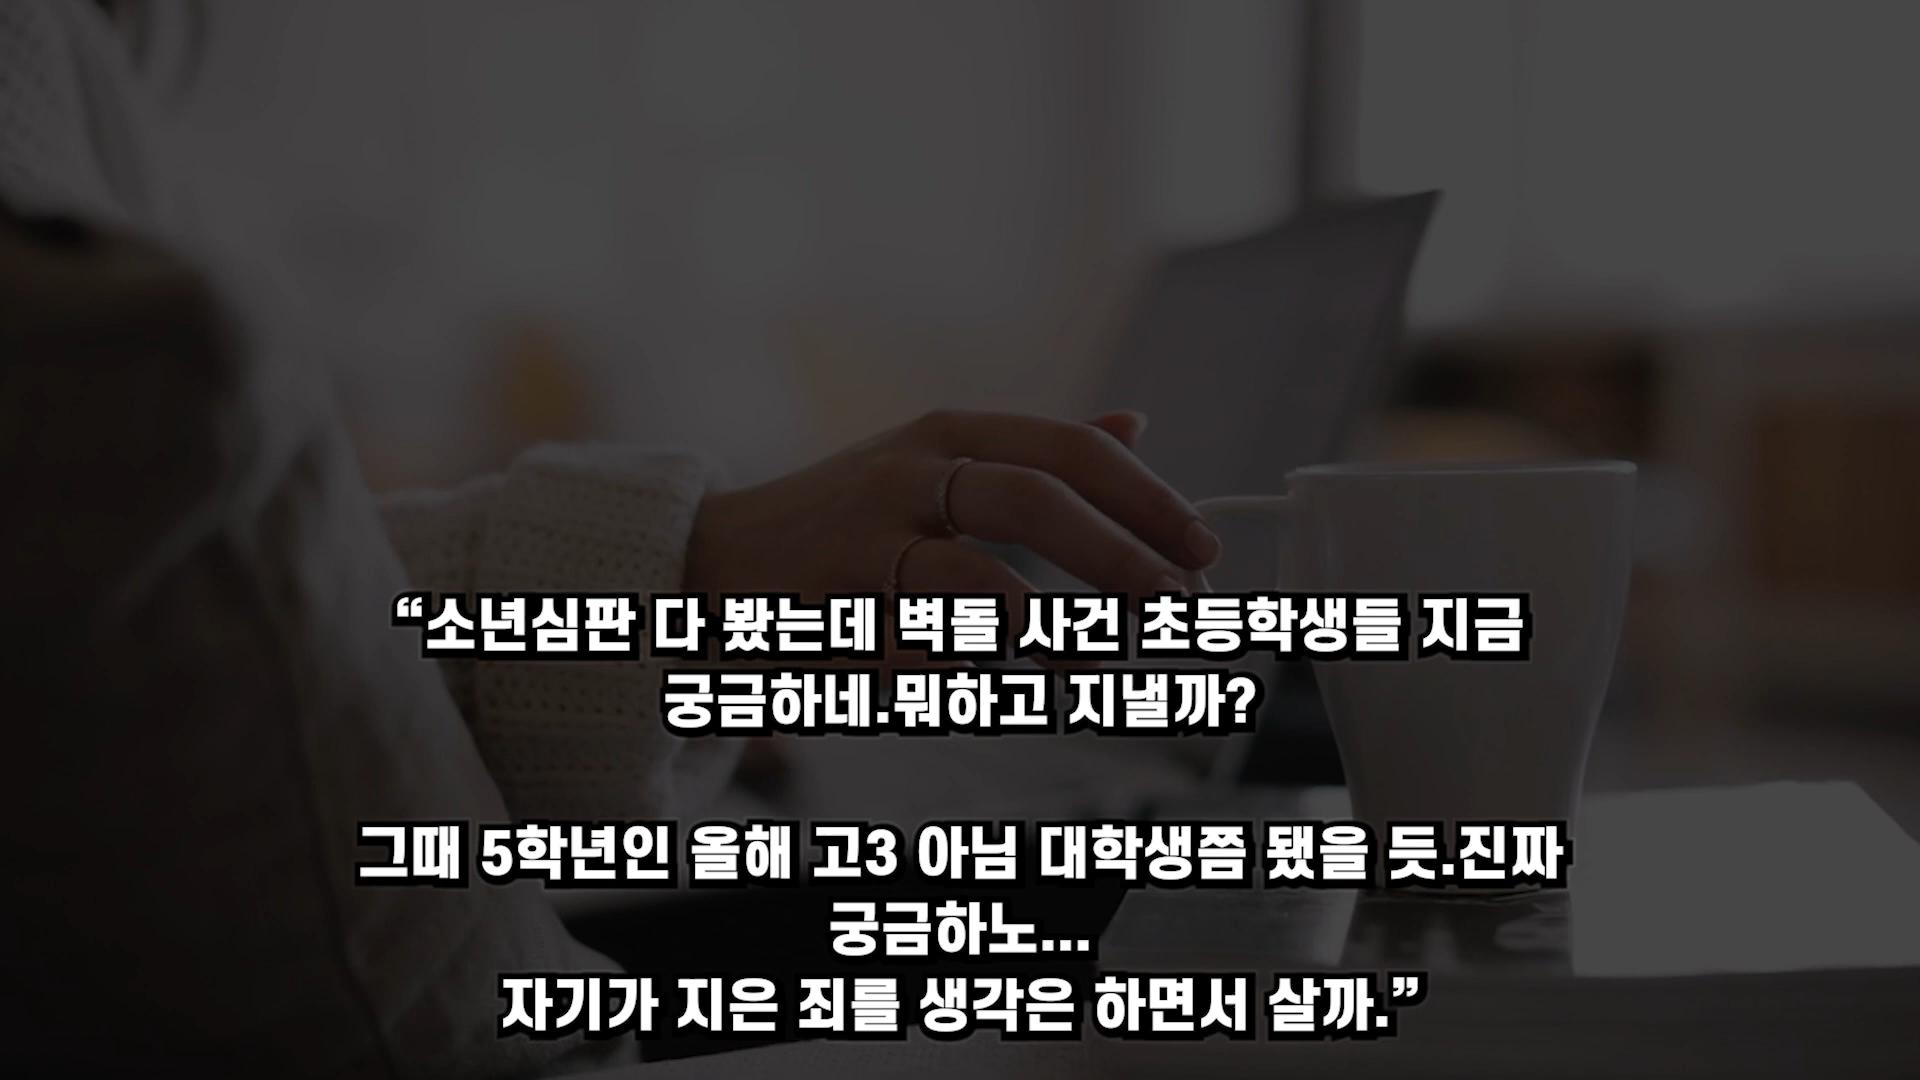 “소년심판 다 봤는데 벽돌 사건 초등학생들 지금
궁금하네.뭐하고 지낼까?
그때 5학년인 올해 고3 아님 대학생쯤 됐을 듯.진짜
궁금하노...
자기가 지은 죄를 생각은 하면서 살까.”